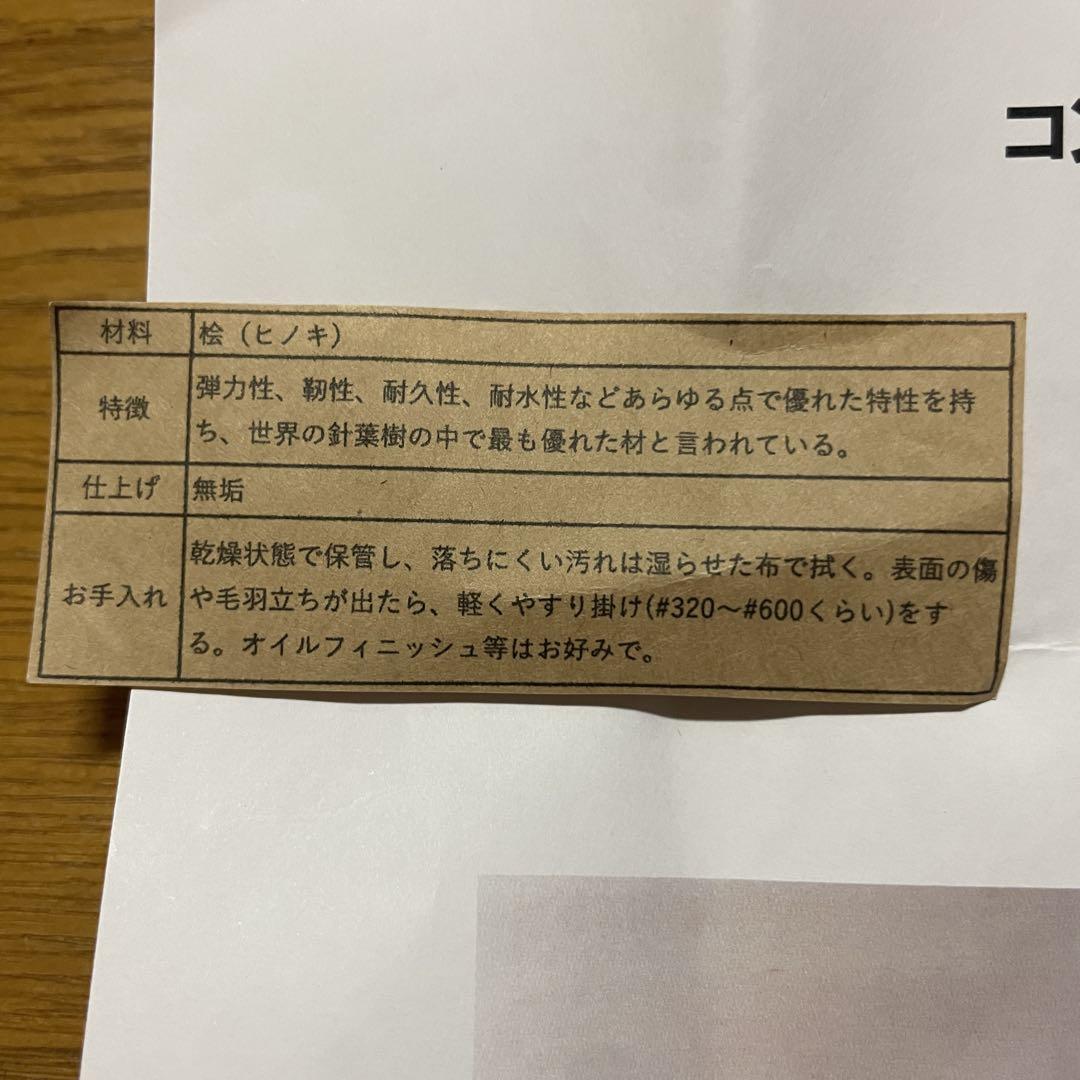 コ
材料 桧（ヒノキ）
特徴 弾力性、靭性、耐久性、耐水性などあらゆる点で優れた特性を持
ち、世界の針葉樹の中で最も優れた材と言われている。
仕上げ 無垢
お手入れ 乾燥状態で保管し、落ちにくい汚れは湿らせた布で拭く。表面の傷
や毛羽立ちが出たら、軽くやすり掛け(#320～#600くらい)をす
る。オイルフィニッシュ等はお好みで。